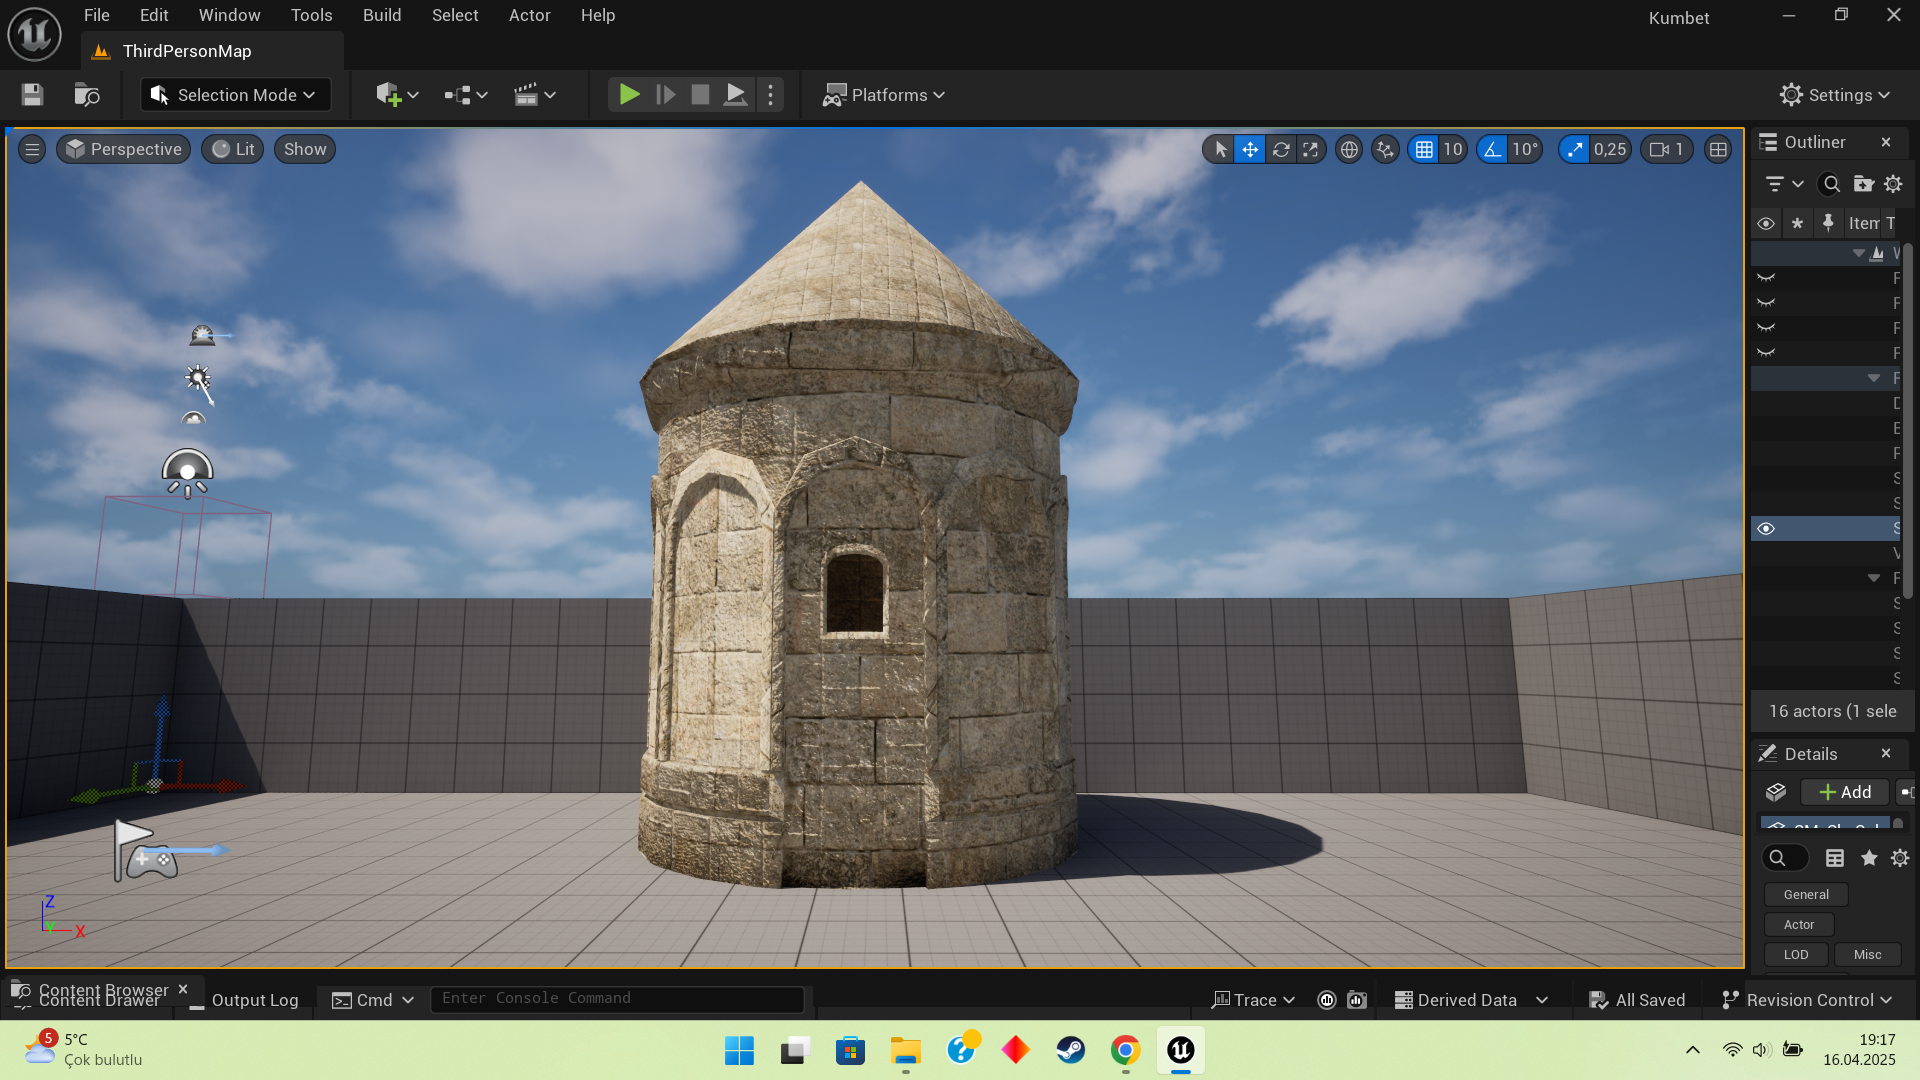 File Edit Window Tools Build Select Actor Help
Kumbet
ThirdPersonMap
Selection Mode
Platforms
Settings
Perspective Lit Show
10 10° 0,25 1
Outliner
Item
16 actors (1 sele
Details
Add
General
Actor
LOD Misc
Content Browser
Content Drawer Output Log Cmd Enter Console Command Trace Derived Data All Saved Revision Control
Z
X
5
5°C
Çok bulutlu
19:17
16.04.2025